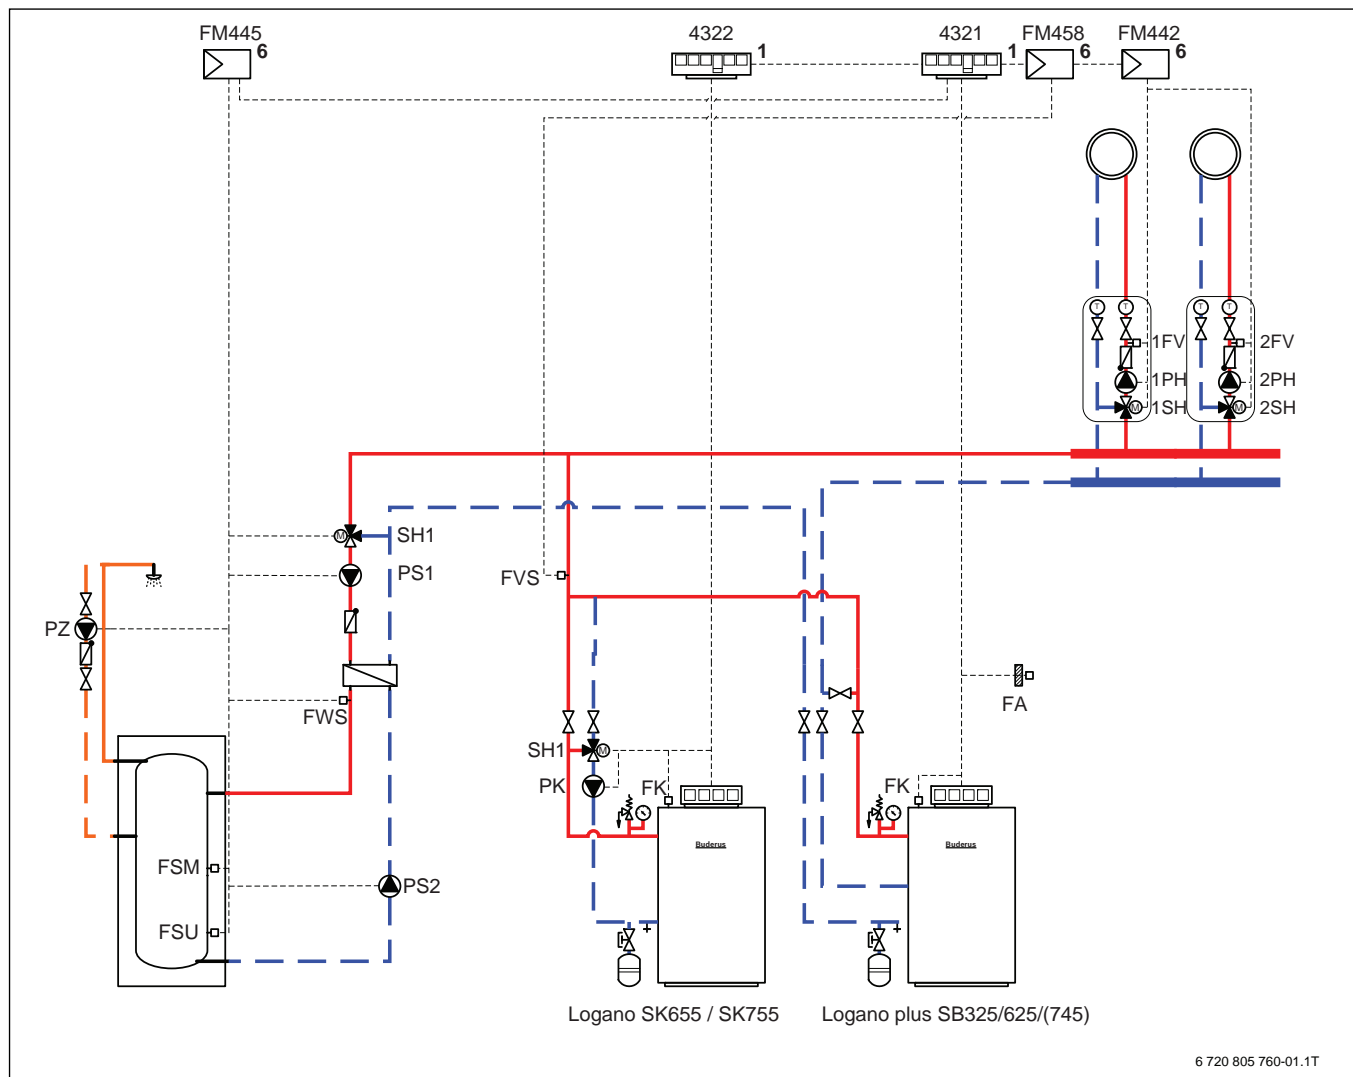 FM445
6
4322
1
4321
1
FM458
6
FM442
6
T
T
T
T
1FV
2FV
1PH
2PH
M
1SH
M
2SH
M
SH1
PS1
FVS
PZ
FWS
FA
SH1
M
PK
FK
FK
Buderus
Buderus
FSM
PS2
FSU
Logano SK655 / SK755
Logano plus SB325/625/(745)
6 720 805 760-01.1T